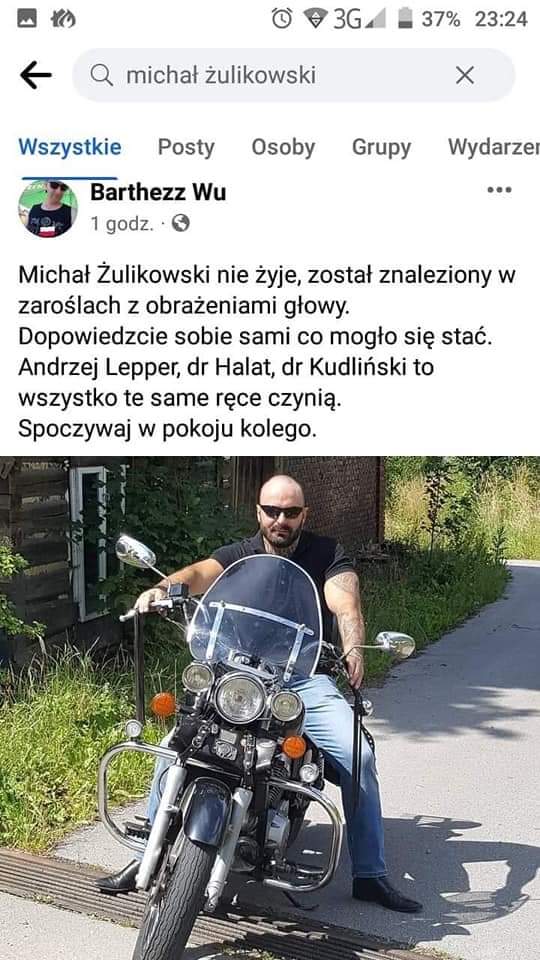 3G 37% 23:24
michał żulikowski
Wszystkie Posty Osoby Grupy Wydarzen
Barthezz Wu
1 godz. ·
Michał Żulikowski nie żyje, został znaleziony w
zaroślach z obrażeniami głowy.
Dopowiedzcie sobie sami co mogło się stać.
Andrzej Lepper, dr Halat, dr Kudliński to
wszystko te same ręce czynią.
Spoczywaj w pokoju kolego.